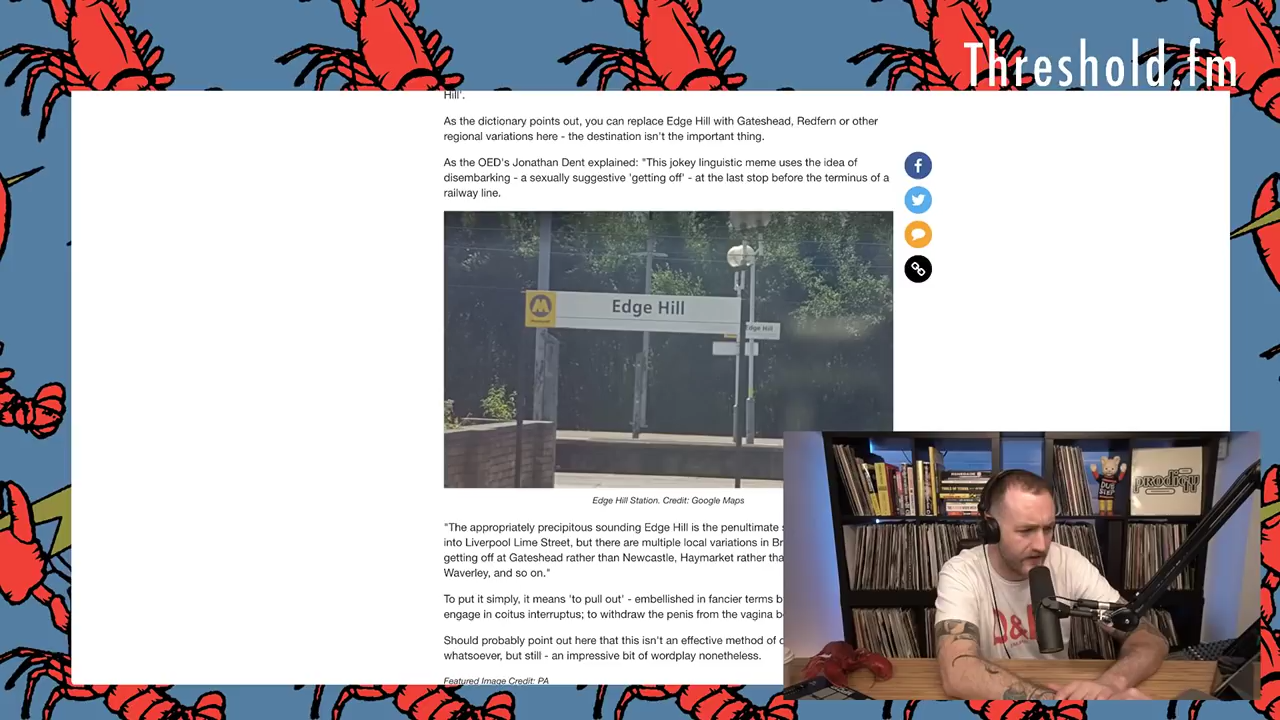 Threshold.fm
Hill'.
As the dictionary points out, you can replace Edge Hill with Gateshead, Redfern or other
regional variations here - the destination isn't the important thing.
As the OED's Jonathan Dent explained: "This jokey linguistic meme uses the idea of
disembarking - a sexually suggestive 'getting off' - at the last stop before the terminus of a
railway line.
Edge Hill
Edge Hill
Edge Hill Station. Credit: Google Maps
"The appropriately precipitous sounding Edge Hill is the penultimate
into Liverpool Lime Street, but there are multiple local variations in
getting off at Gateshead rather than Newcastle, Haymarket rather
Waverley, and so on."
To put it simply, it means 'to pull out' - embellished in fancier terms
engage in coitus interruptus; to withdraw the penis from the vagina
Should probably point out here that this isn't an effective method of
whatsoever, but still - an impressive bit of wordplay nonetheless.
Featured Image Credit: PA
prodigy